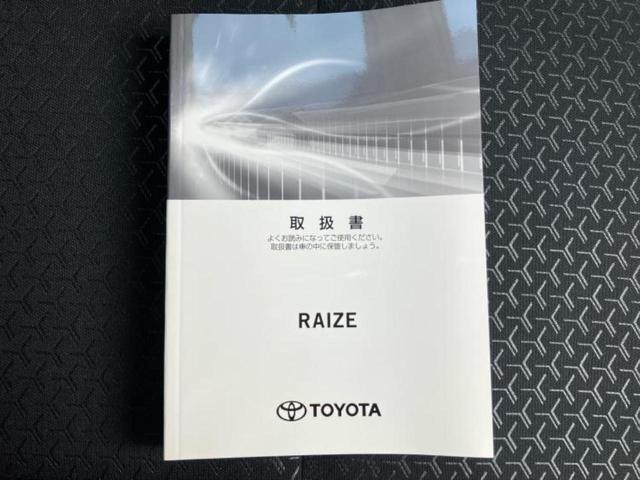 取扱書
よくお読みになってご使用ください。
取扱書は車の中に保管しましょう。
RAIZE
TOYOTA